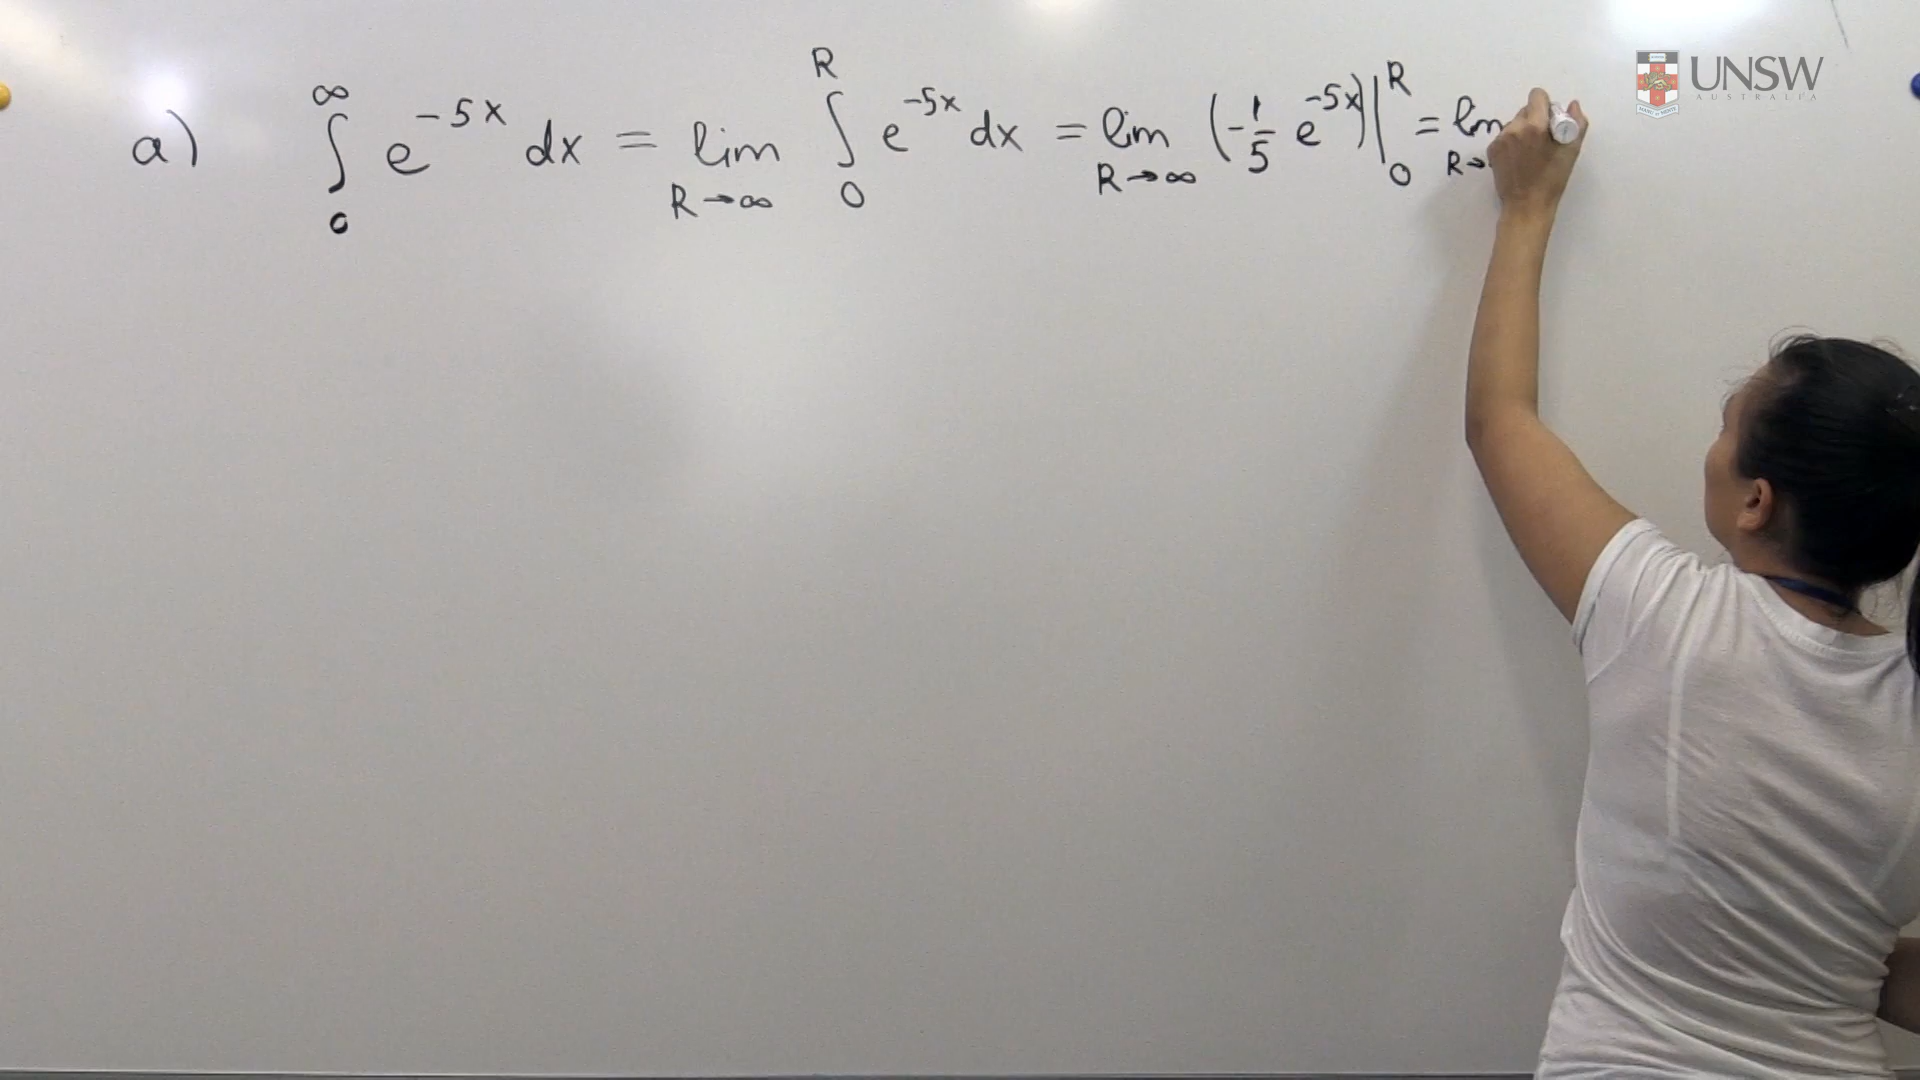 a) ∫₀^∞ e^{-5x} dx = lim_{R→∞} ∫₀^R e^{-5x} dx = lim_{R→∞} (-1/5 e^{-5x})|₀^R = lim_{R→
UNSW
AUSTRALIA